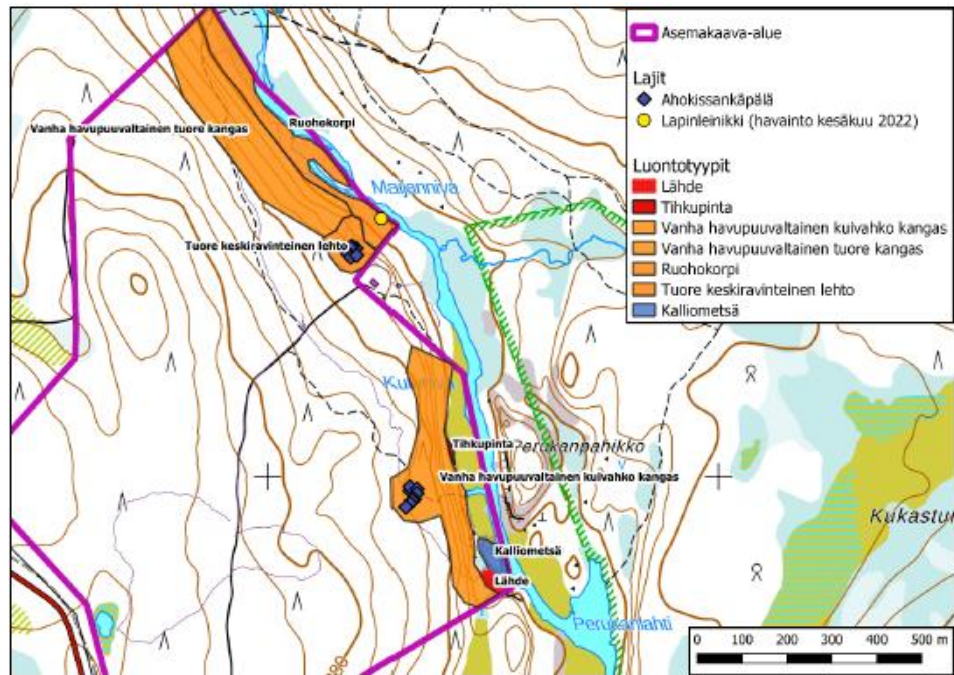 Asemakaava-alue
Lajit
Ahokissankäpälä
Lapinleinikki (havainto kesäkuu 2022)
Luontotyypit
Lähde
Tihkupinta
Vanha havupuuvaltainen kuivahko kangas
Vanha havupuuvaltainen tuore kangas
Ruohokorpi
Tuore keskiravinteinen lehto
Kalliometsä
Vanha havupuuvaltainen tuore kangas
Ruohokorpi
Maijanniva
Tuore keskiravinteinen lehto
Tihkupinta
Perukanpahikko
Vanha havupuuvaltainen kuivahko kangas
Kukastu
Kalliometsä
Lähde
Perukanlahti
0 100 200 300 400 500 m